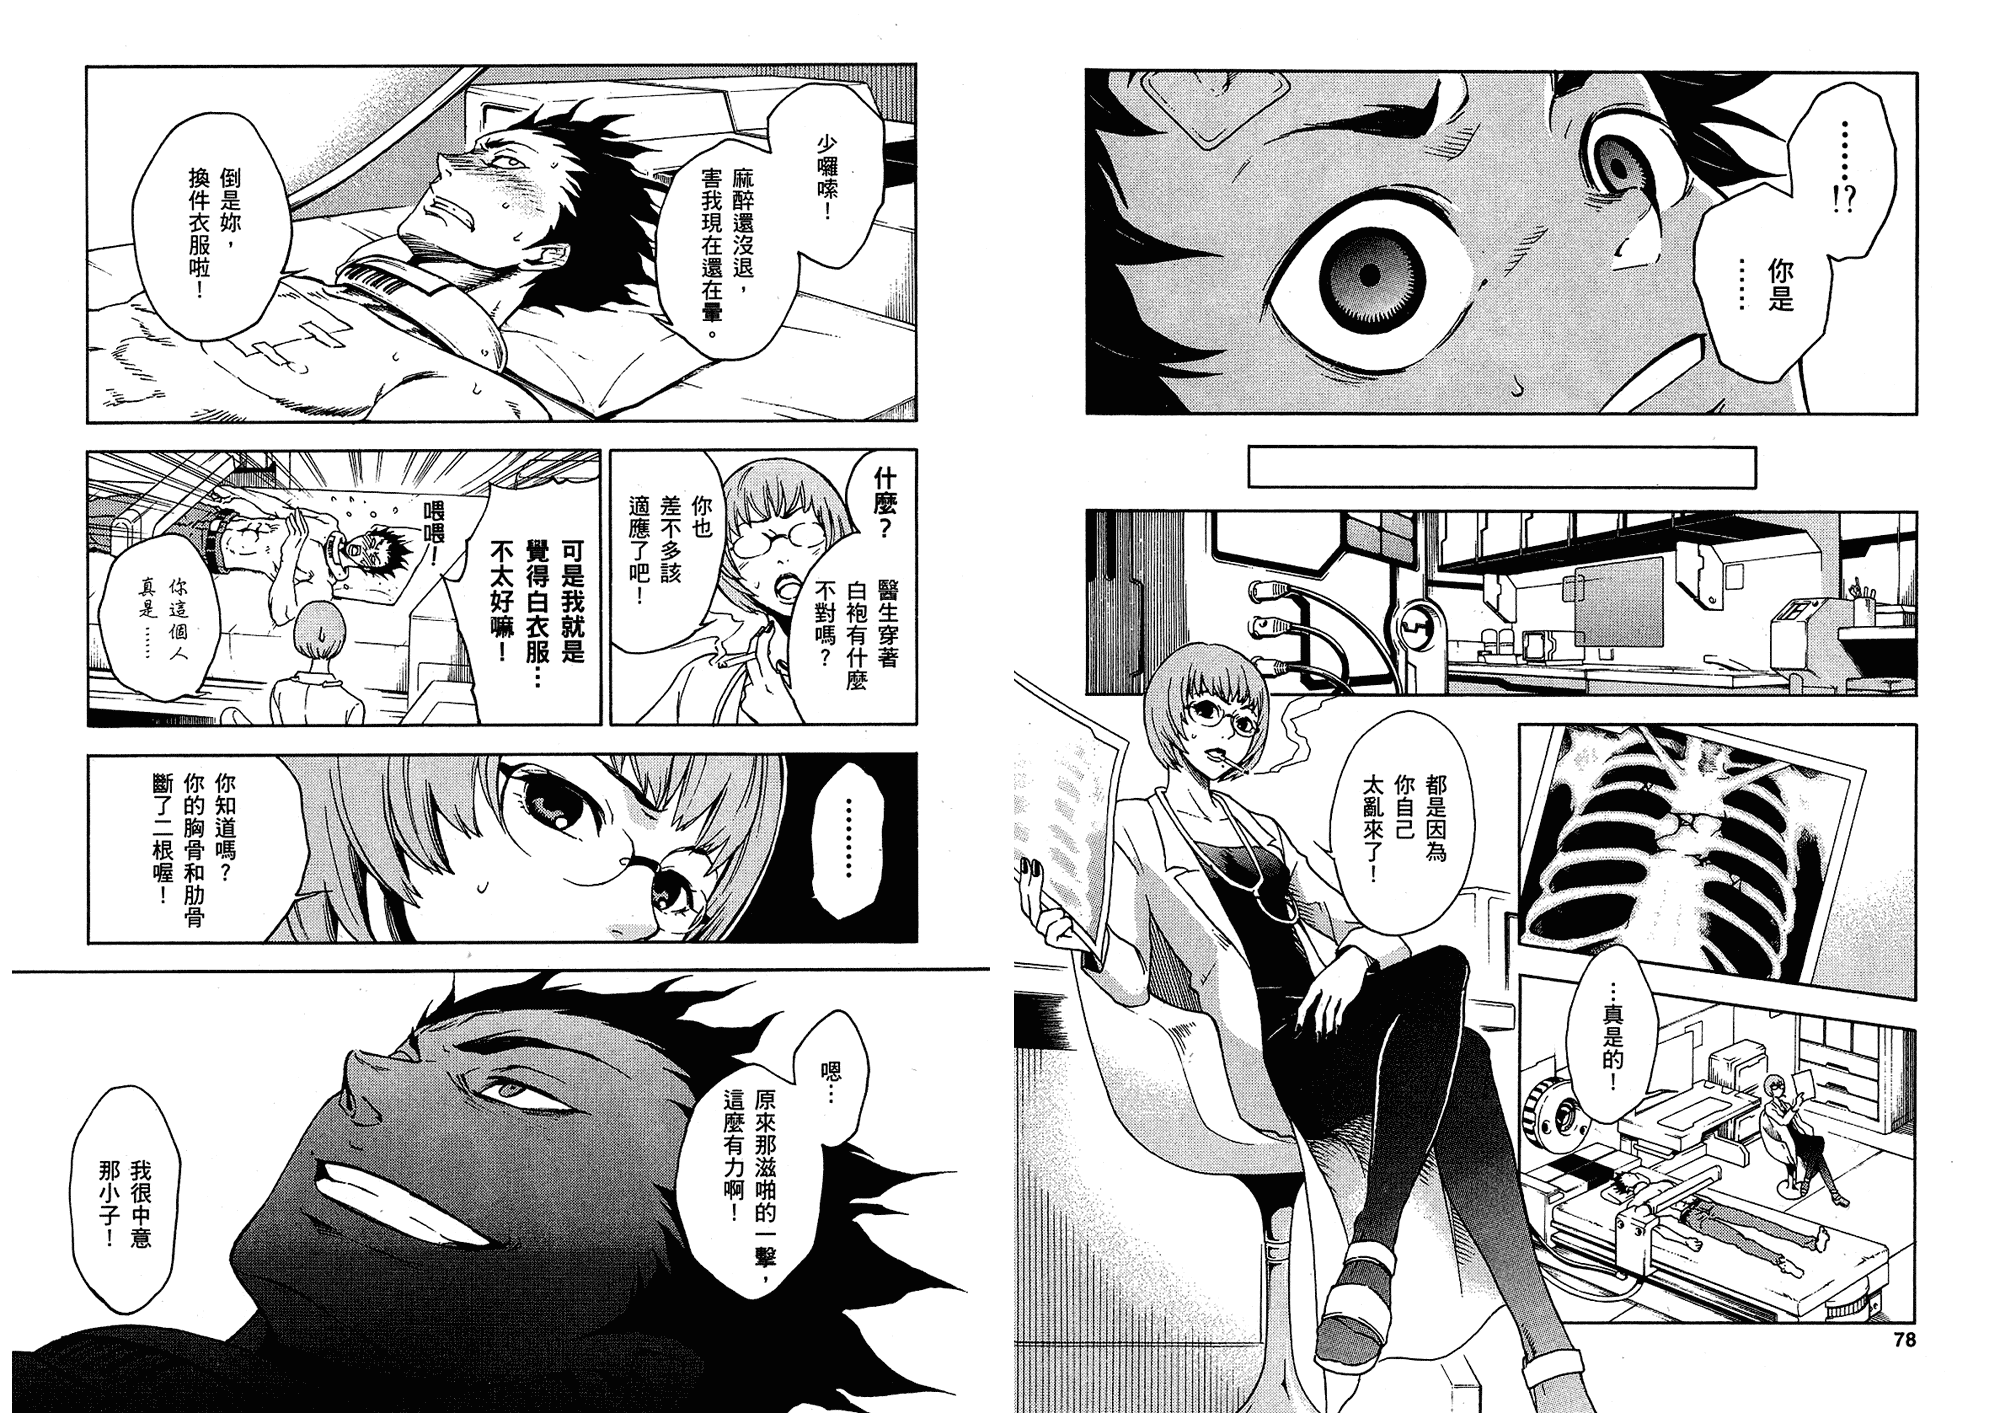 ………!?
你是
……
…真是的！
都是因為
你自己
太亂來了！
78
少囉嗦！
麻醉還沒退，
害我現在還在暈。
倒是妳，
換件衣服啦！
什麼？
醫生穿著
白袍有什麼
不對嗎？
你也
差不多該
適應了吧！
可是我就是
覺得白衣服…
不太好嘛！
喂喂！
你這個人
真是……
………
你知道嗎？
你的胸骨和肋骨
斷了二根喔！
嗯…
原來那滋啪的一擊，
這麼有力啊！
我很中意
那小子！